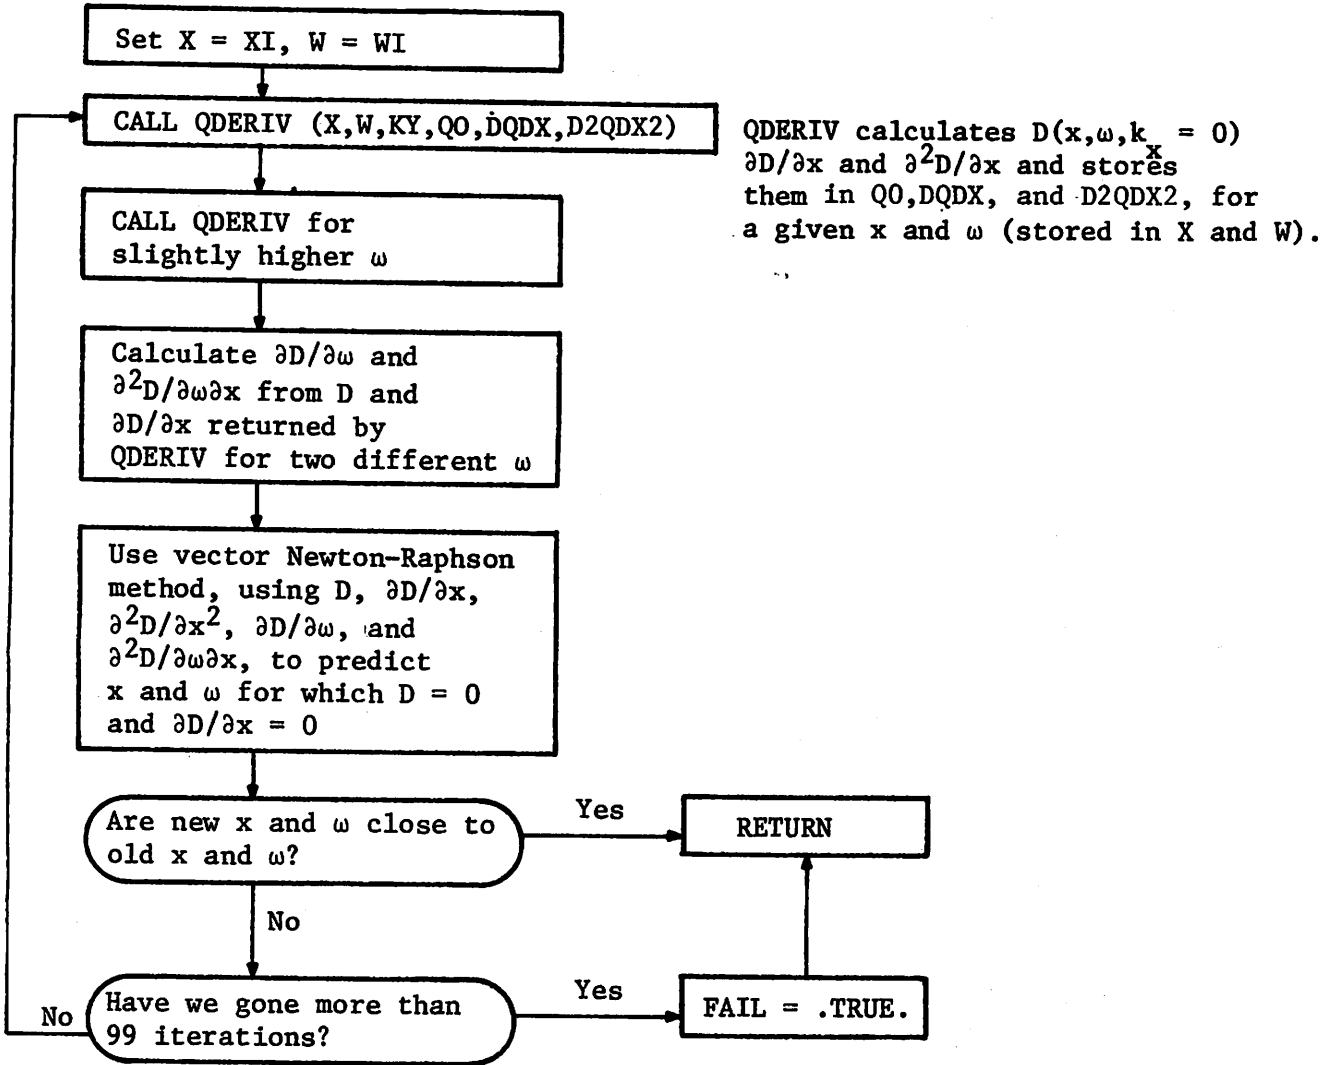 Set X = XI, W = WI
CALL QDERIV (X,W,KY,QO,DQDX,D2QDX2)
QDERIV calculates D(x,ω,kₓ = 0)
∂D/∂x and ∂²D/∂x and stores
them in QO,DQDX, and D2QDX2, for
a given x and ω (stored in X and W).
CALL QDERIV for
slightly higher ω
Calculate ∂D/∂ω and
∂²D/∂ω∂x from D and
∂D/∂x returned by
QDERIV for two different ω
Use vector Newton-Raphson
method, using D, ∂D/∂x,
∂²D/∂x², ∂D/∂ω, and
∂²D/∂ω∂x, to predict
x and ω for which D = 0
and ∂D/∂x = 0
Are new x and ω close to
old x and ω?
Yes
RETURN
No
Have we gone more than
99 iterations?
Yes
FAIL = .TRUE.
No